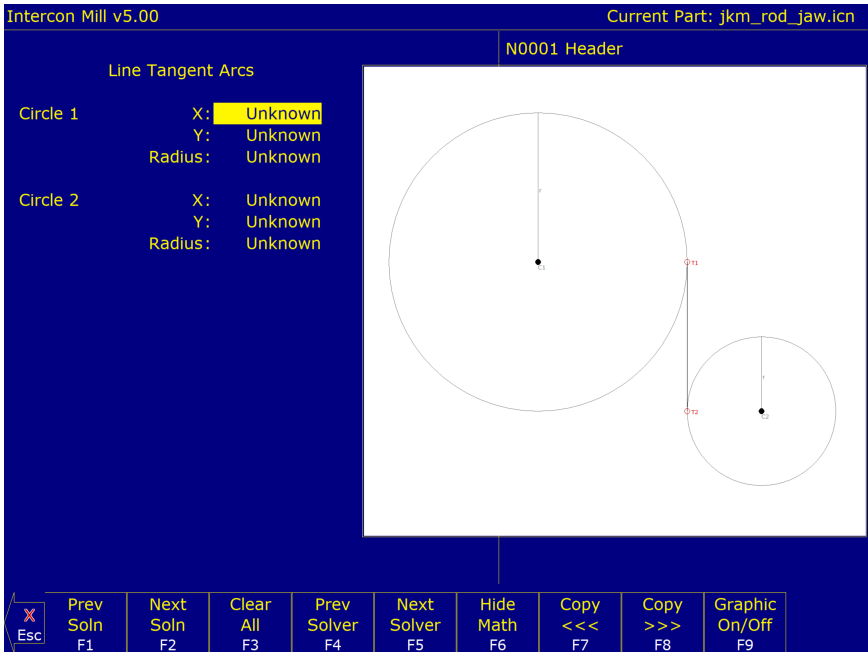 Intercon Mill v5.00
Current Part: jkm_rod_jaw.icn
N0001 Header
Line Tangent Arcs
Circle 1 X: Unknown
Y: Unknown
Radius: Unknown
Circle 2 X: Unknown
Y: Unknown
Radius: Unknown
r
C1
T1
r
T2
C2
X Esc
Prev Soln F1
Next Soln F2
Clear All F3
Prev Solver F4
Next Solver F5
Hide Math F6
Copy <<< F7
Copy >>> F8
Graphic On/Off F9